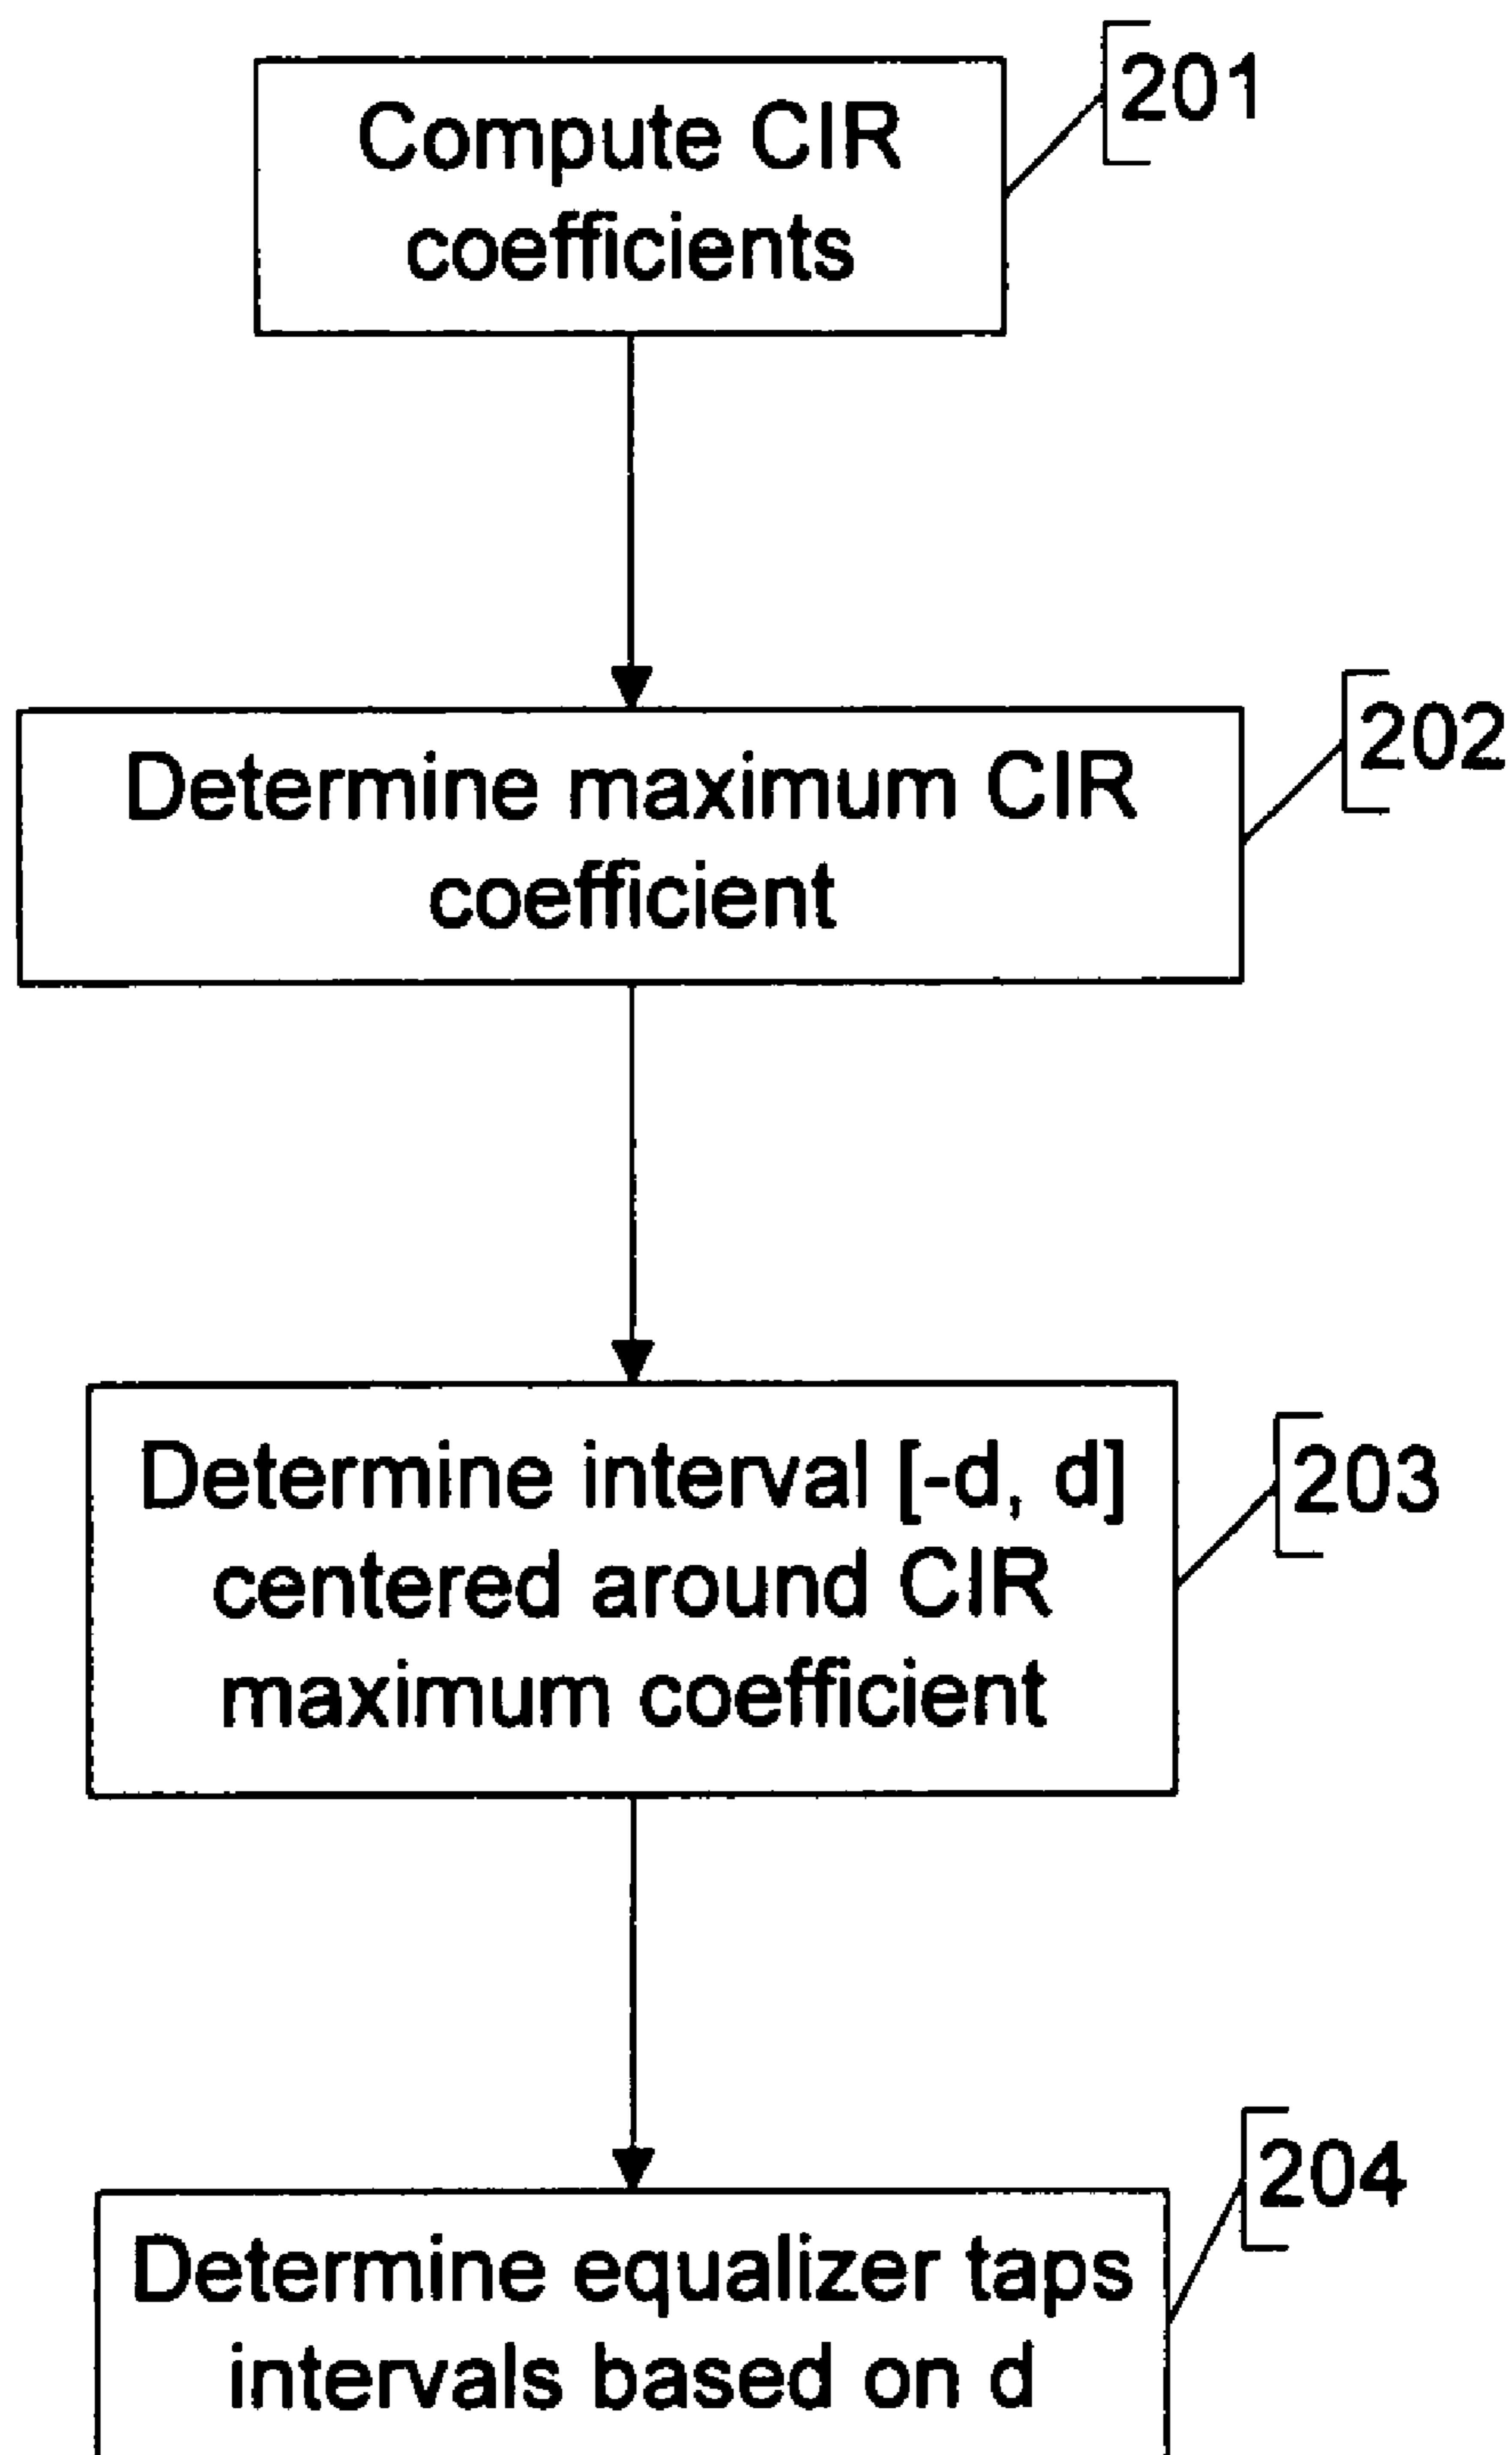 Compute CIR
coefficients
201
Determine maximum CIR
coefficient
202
Determine interval [-d, d]
centered around CIR
maximum coefficient
203
Determine equalizer taps
intervals based on d
204